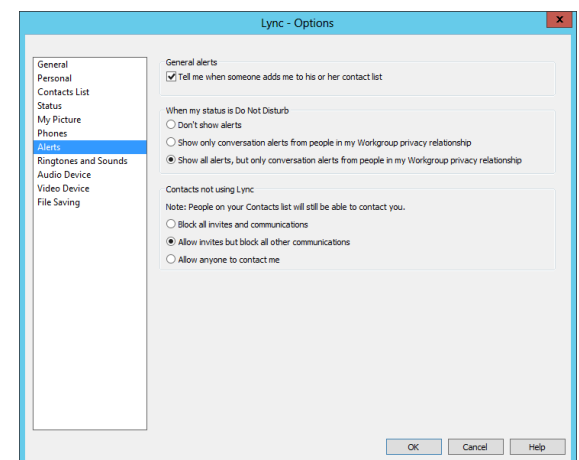 Lync - Options
x
General
Personal
Contacts List
Status
My Picture
Phones
Alerts
Ringtones and Sounds
Audio Device
Video Device
File Saving
General alerts
Tell me when someone adds me to his or her contact list
When my status is Do Not Disturb
Don't show alerts
Show only conversation alerts from people in my Workgroup privacy relationship
Show all alerts, but only conversation alerts from people in my Workgroup privacy relationship
Contacts not using Lync
Note: People on your Contacts list will still be able to contact you.
Block all invites and communications
Allow invites but block all other communications
Allow anyone to contact me
OK Cancel Help